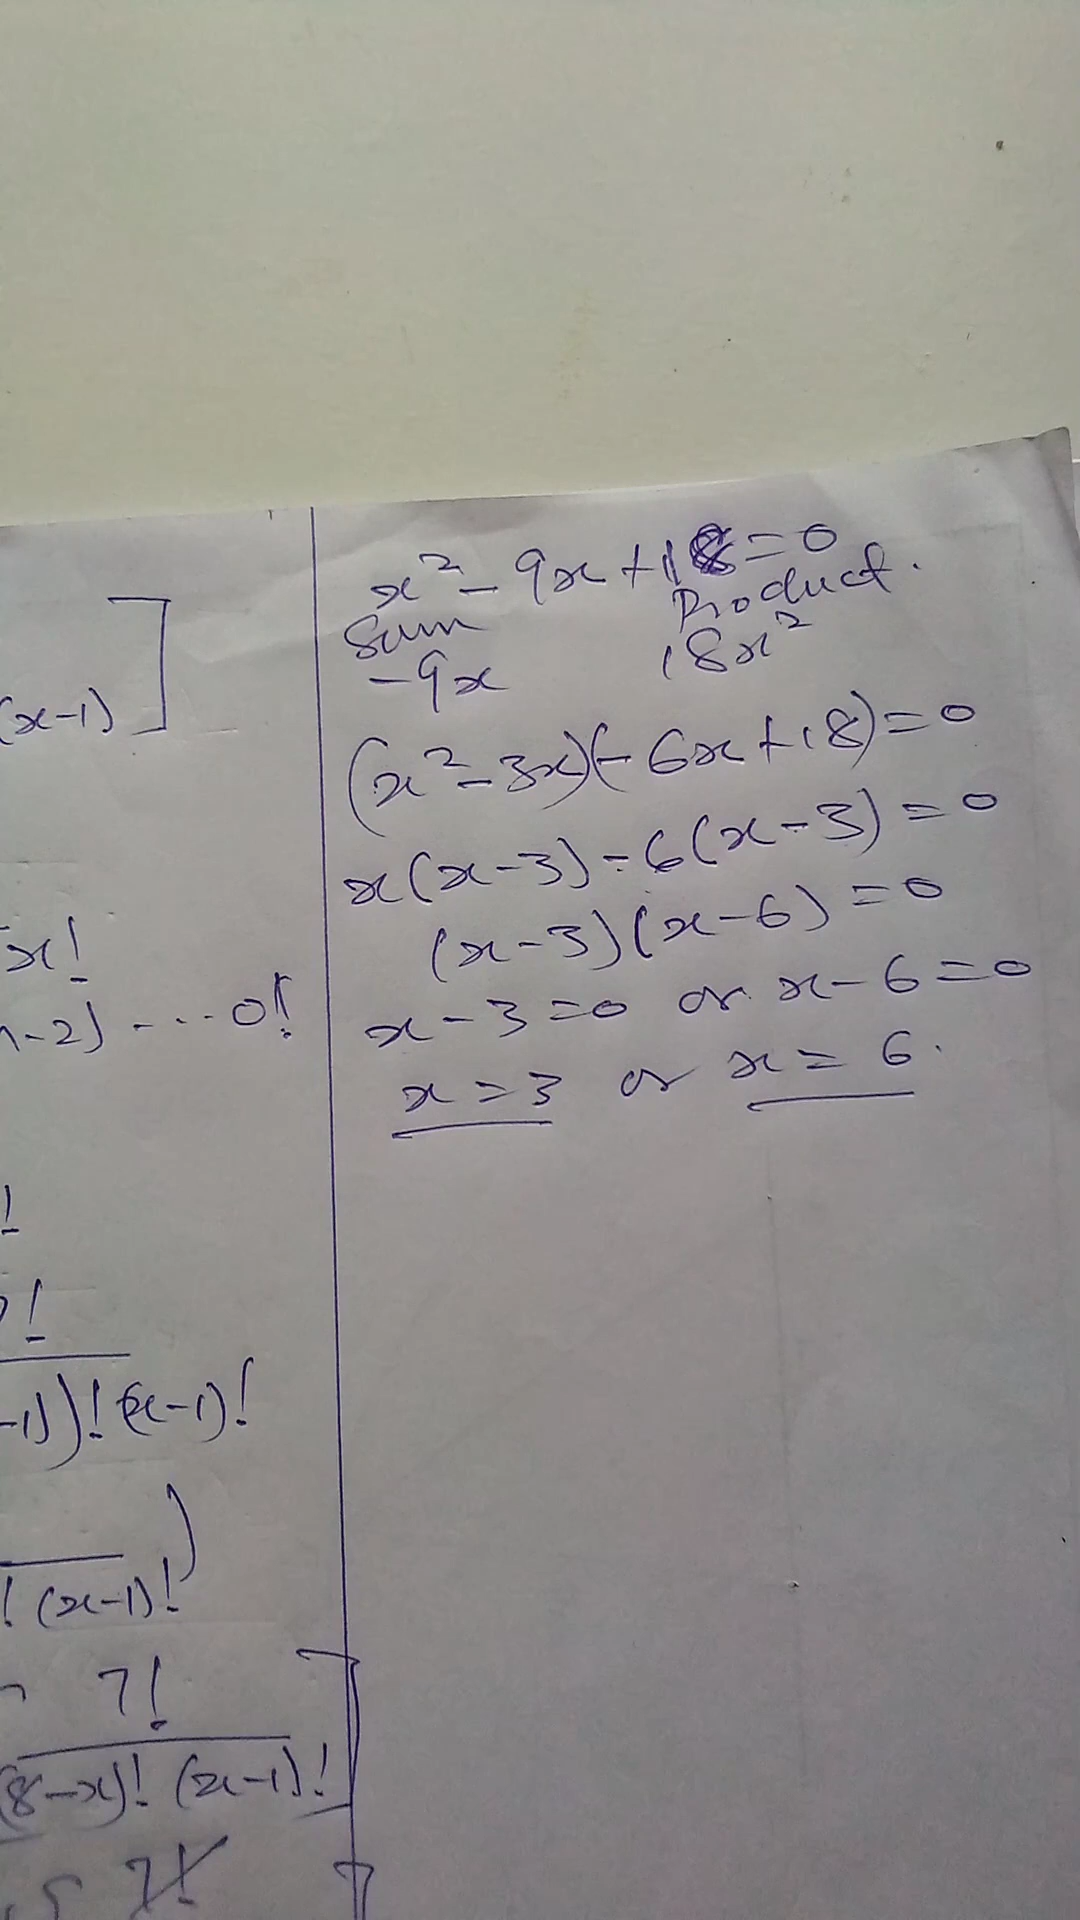 (x-1)]
x!
-2) ---- 0!
!
!
-1))! (x-1)!
)
! (x-1)!
7!
(8-x)! (x-1)!
7!
x² - 9x + 18 = 0
Sum Product.
-9x 18x²
(x² - 3x)(- 6x + 18) = 0
x(x-3) - 6(x-3) = 0
(x-3)(x-6) = 0
x-3=0 or x-6=0
x=3 or x=6.